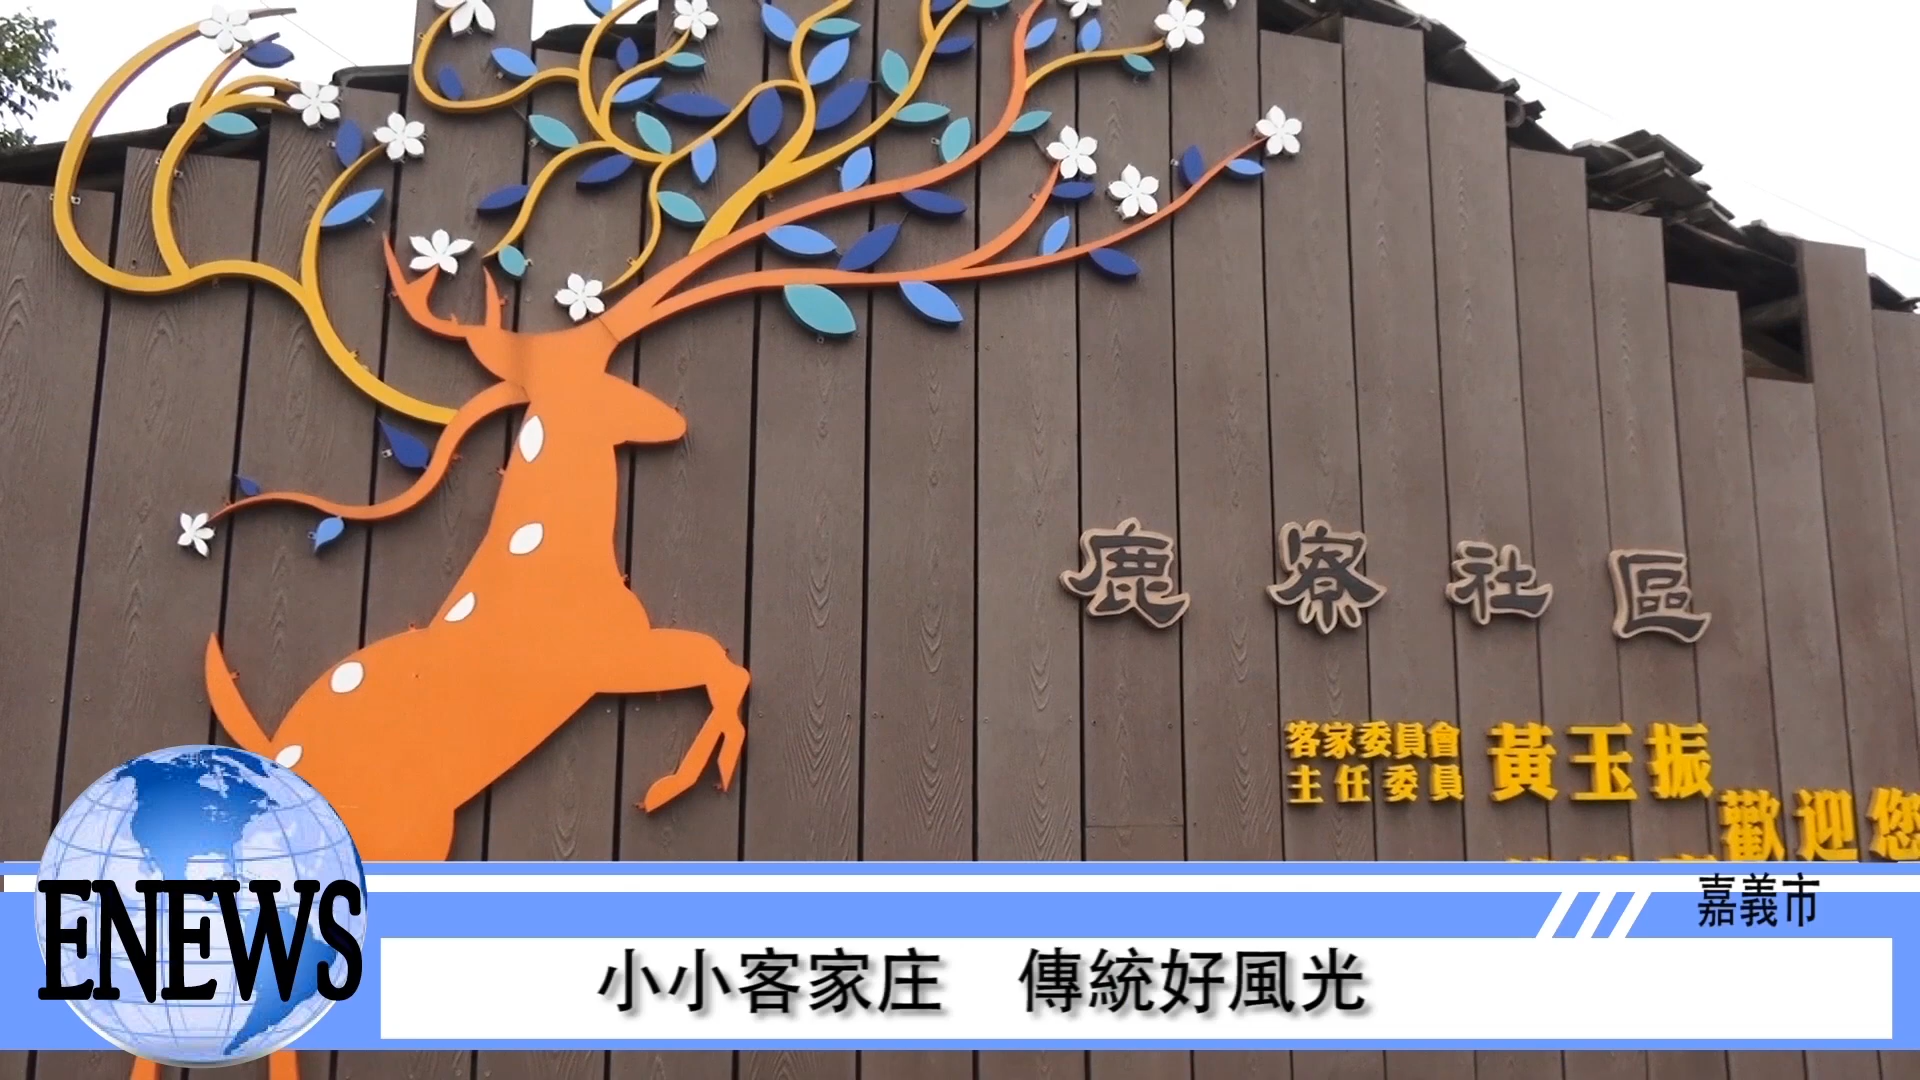 鹿寮社區
客家委員會
主任委員
黃玉振
歡迎您
嘉義市
ENEWS
小小客家庄　傳統好風光